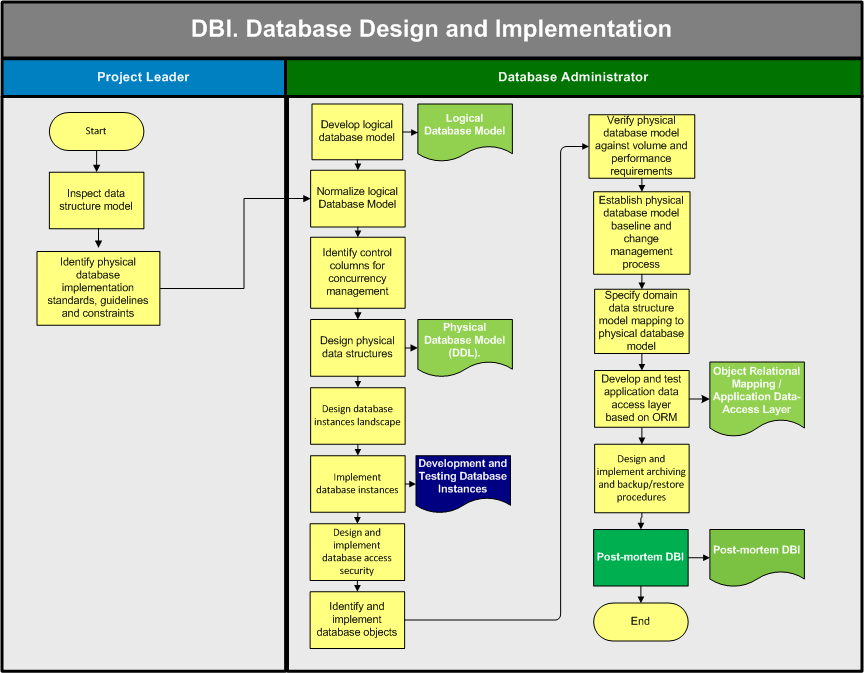 DBI. Database Design and Implementation
Project Leader
Database Administrator
Start
Inspect data
structure model
Identify physical
database
implementation
standards, guidelines
and constraints
Develop logical
database model
Logical
Database Model
Normalize logical
Database Model
Identify control
columns for
concurrency
management
Design physical
data structures
Physical
Database Model
(DDL).
Design database
instances landscape
Implement
database instances
Development and
Testing Database
Instances
Design and
implement
database access
security
Identify and
implement
database objects
Verify physical
database model
against volume and
performance
requirements
Establish physical
database model
baseline and
change
management
process
Specify domain
data structure
model mapping to
physical database
model
Develop and test
application data
access layer
based on ORM
Object Relational
Mapping /
Application Data-
Access Layer
Design and
implement archiving
and backup/restore
procedures
Post-mortem DBI
Post-mortem DBI
End